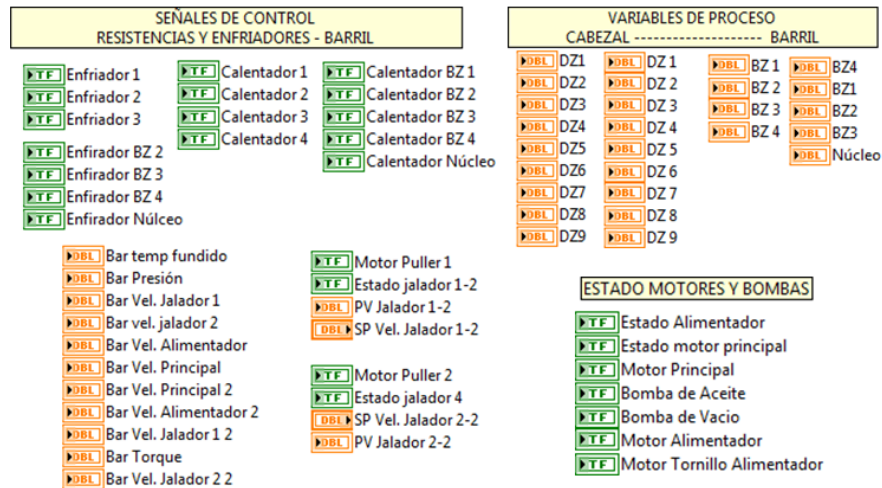 SEÑALES DE CONTROL
RESISTENCIAS Y ENFRIADORES - BARRIL
TF Enfriador 1
TF Enfriador 2
TF Enfriador 3
TF Enfirador BZ 2
TF Enfirador BZ 3
TF Enfirador BZ 4
TF Enfirador Núlceo
TF Calentador 1
TF Calentador 2
TF Calentador 3
TF Calentador 4
TF Calentador BZ 1
TF Calentador BZ 2
TF Calentador BZ 3
TF Calentador BZ 4
TF Calentador Núcleo
VARIABLES DE PROCESO
CABEZAL -------------------- BARRIL
DBL DZ1
DBL DZ2
DBL DZ3
DBL DZ4
DBL DZ5
DBL DZ6
DBL DZ7
DBL DZ8
DBL DZ9
DBL DZ 1
DBL DZ 2
DBL DZ 3
DBL DZ 4
DBL DZ 5
DBL DZ 6
DBL DZ 7
DBL DZ 8
DBL DZ 9
DBL BZ 1
DBL BZ 2
DBL BZ 3
DBL BZ 4
DBL BZ4
DBL BZ1
DBL BZ2
DBL BZ3
DBL Núcleo
DBL Bar temp fundido
DBL Bar Presión
DBL Bar Vel. Jalador 1
DBL Bar vel. jalador 2
DBL Bar Vel. Alimentador
DBL Bar Vel. Principal
DBL Bar Vel. Principal 2
DBL Bar Vel. Alimentador 2
DBL Bar Vel. Jalador 1 2
DBL Bar Torque
DBL Bar Vel. Jalador 2 2
TF Motor Puller 1
TF Estado jalador 1-2
DBL PV Jalador 1-2
DBL SP Vel. Jalador 1-2
TF Motor Puller 2
TF Estado jalador 4
DBL SP Vel. Jalador 2-2
DBL PV Jalador 2-2
ESTADO MOTORES Y BOMBAS
TF Estado Alimentador
TF Estado motor principal
TF Motor Principal
TF Bomba de Aceite
TF Bomba de Vacio
TF Motor Alimentador
TF Motor Tornillo Alimentador